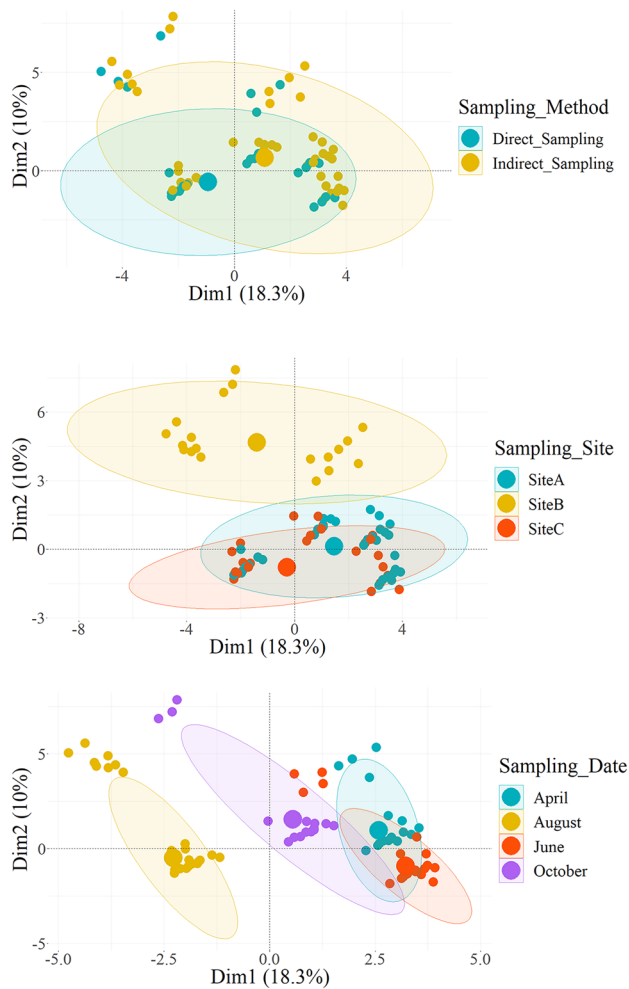 5
0
-4
0
4
Dim2 (10%)
Dim1 (18.3%)
Sampling_Method
Direct_Sampling
Indirect_Sampling
6
3
0
-3
-8
-4
0
4
Dim2 (10%)
Dim1 (18.3%)
Sampling_Site
SiteA
SiteB
SiteC
5
0
-5
-5.0
-2.5
0.0
2.5
5.0
Dim2 (10%)
Dim1 (18.3%)
Sampling_Date
April
August
June
October